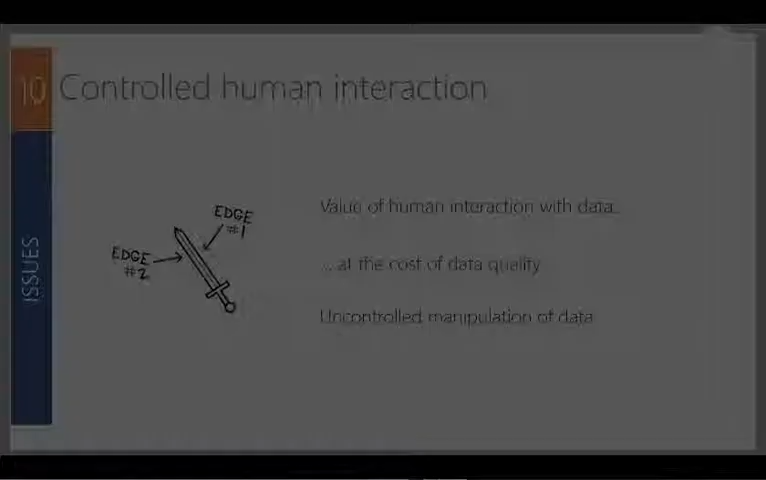 10 Controlled human interaction
ISSUES
EDGE
#1
EDGE
#2
Value of human interaction with data...
... at the cost of data quality
Uncontrolled manipulation of data